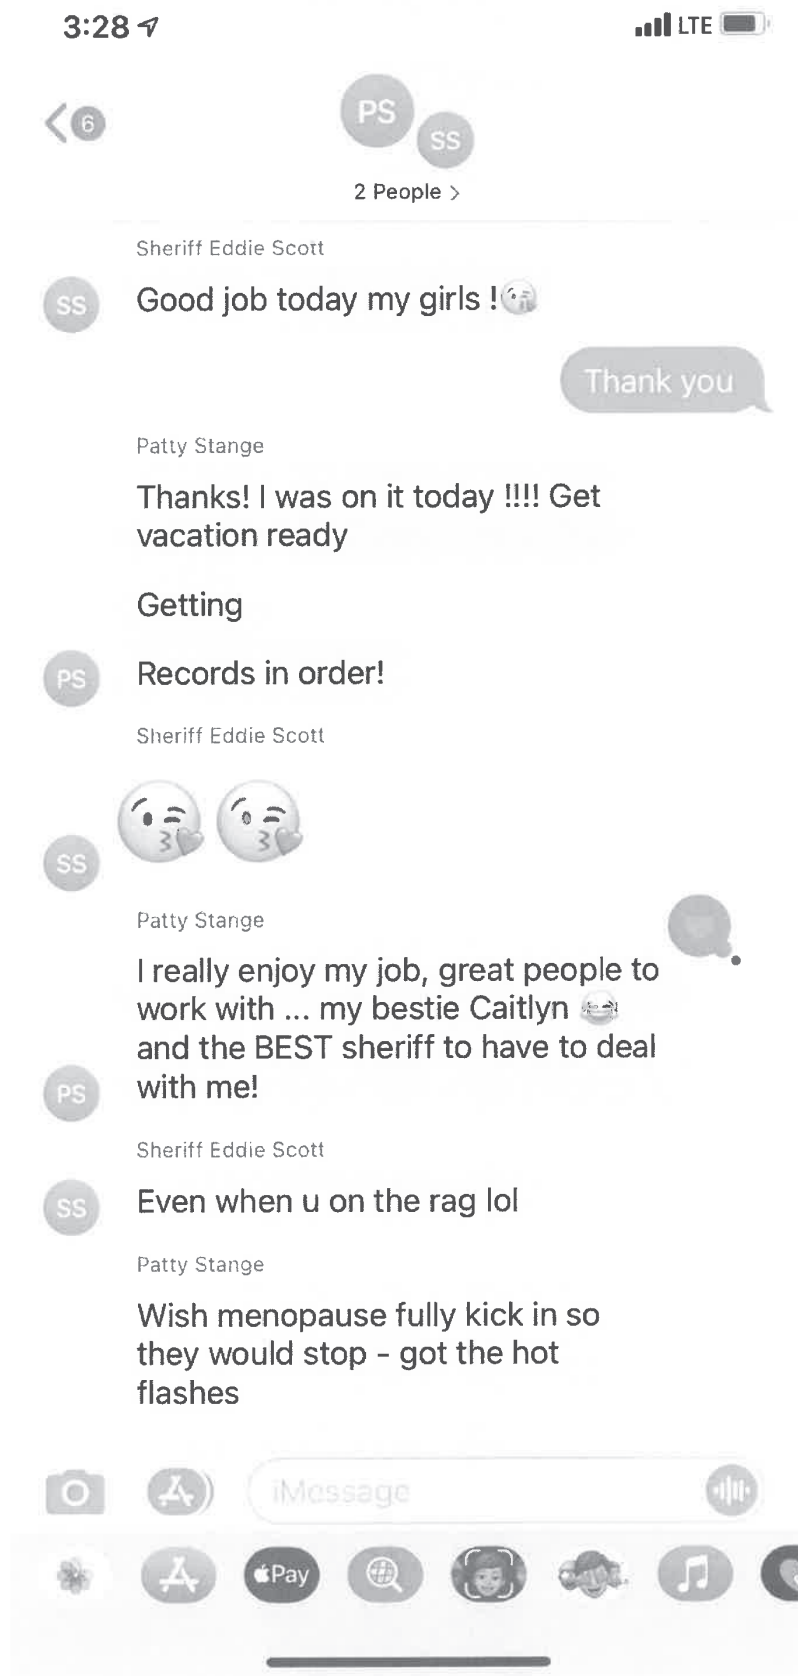 3:28
LTE
6
PS
SS
2 People >
Sheriff Eddie Scott
SS
Good job today my girls !😘
Thank you
Patty Stange
Thanks! I was on it today !!!! Get
vacation ready
Getting
PS
Records in order!
Sheriff Eddie Scott
😘😘
SS
Patty Stange
I really enjoy my job, great people to
work with ... my bestie Caitlyn 😂
and the BEST sheriff to have to deal
with me!
PS
Sheriff Eddie Scott
SS
Even when u on the rag lol
Patty Stange
Wish menopause fully kick in so
they would stop - got the hot
flashes
iMessage
Pay